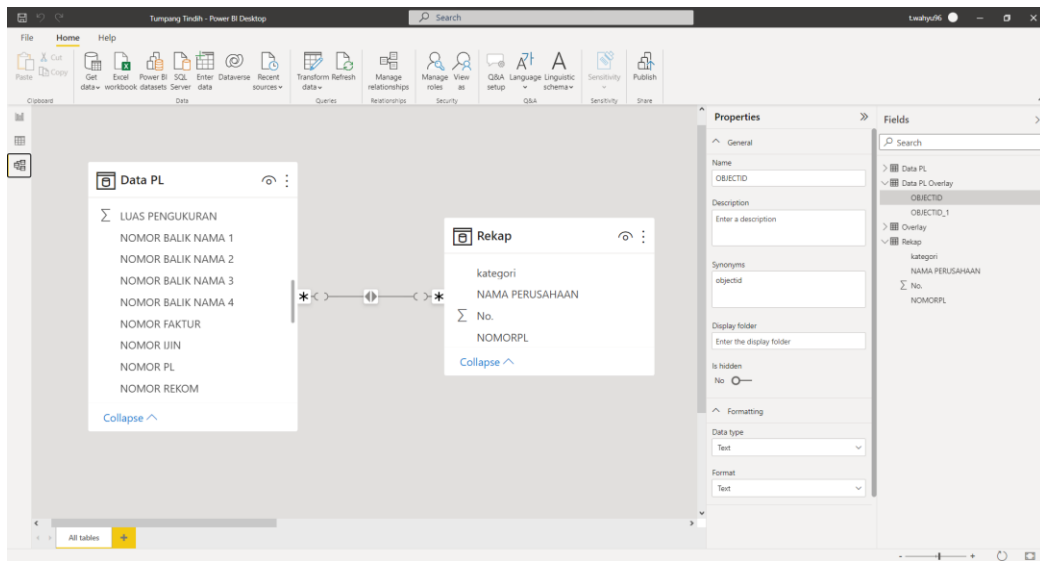 Tumpang Tindih - Power BI Desktop
Search
t.wahyu96
File Home Help
Paste
Cut
Copy
Get data
Excel workbook
Power BI datasets
SQL Server
Enter data
Dataverse
Recent sources
Transform data
Refresh
Manage relationships
Manage roles
View as
Q&A setup
Language
Linguistic schema
Sensitivity
Publish
Clipboard Data Queries Relationships Security Q&A Sensitivity Share
Data PL
LUAS PENGUKURAN
NOMOR BALIK NAMA 1
NOMOR BALIK NAMA 2
NOMOR BALIK NAMA 3
NOMOR BALIK NAMA 4
NOMOR FAKTUR
NOMOR IJIN
NOMOR PL
NOMOR REKOM
Collapse
Rekap
kategori
NAMA PERUSAHAAN
No.
NOMORPL
Collapse
Properties
General
Name
OBJECTID
Description
Enter a description
Synonyms
objectid
Display folder
Enter the display folder
Is hidden
No
Formatting
Data type
Text
Format
Text
Fields
Search
Data PL
Data PL Overlay
OBJECTID
OBJECTID_1
Overlay
Rekap
kategori
NAMA PERUSAHAAN
No.
NOMORPL
All tables